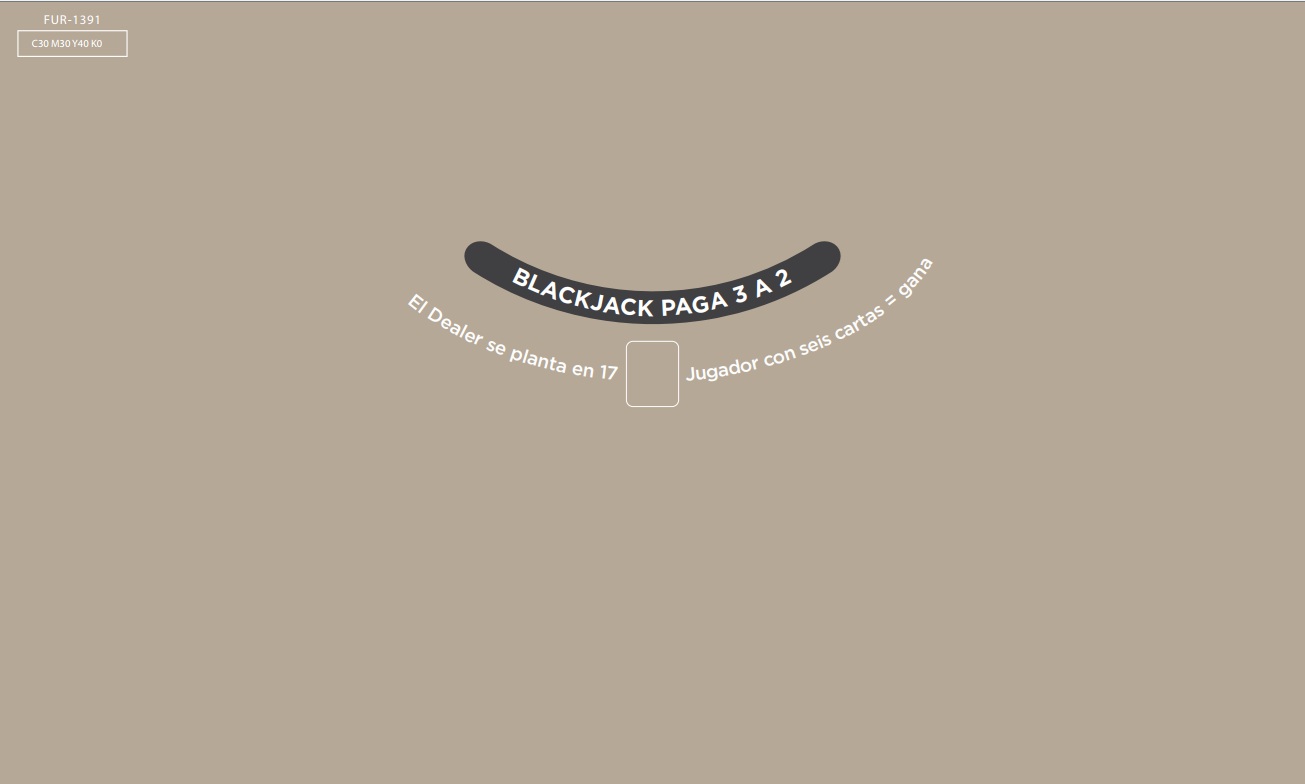 FUR-1391
C30 M30 Y40 K0
BLACKJACK PAGA 3 A 2
El Dealer se planta en 17
Jugador con seis cartas = gana